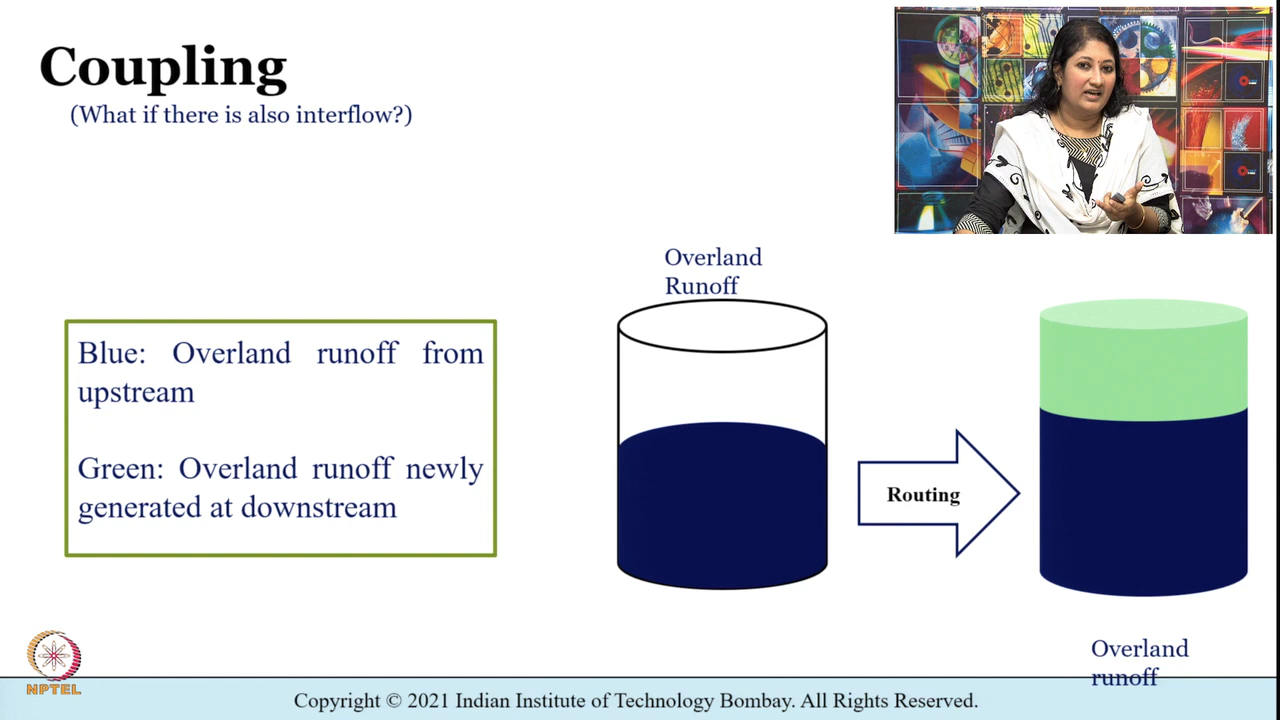 Coupling
(What if there is also interflow?)
Overland
Runoff
Blue: Overland runoff from
upstream
Green: Overland runoff newly
generated at downstream
Routing
Overland
runoff
NPTEL
Copyright © 2021 Indian Institute of Technology Bombay. All Rights Reserved.